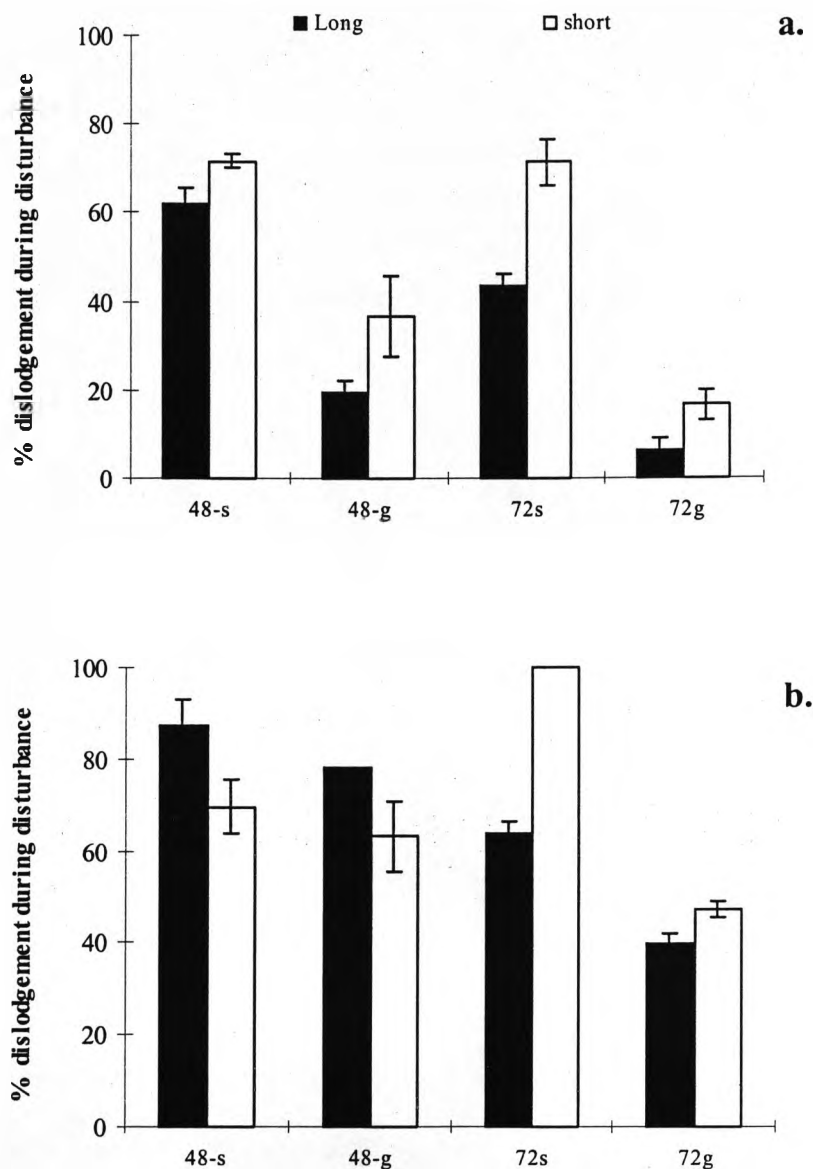 ■ Long □ short a.
% dislodgement during disturbance
100
80
60
40
20
0
48-s 48-g 72s 72g
b.
% dislodgement during disturbance
100
80
60
40
20
0
48-s 48-g 72s 72g